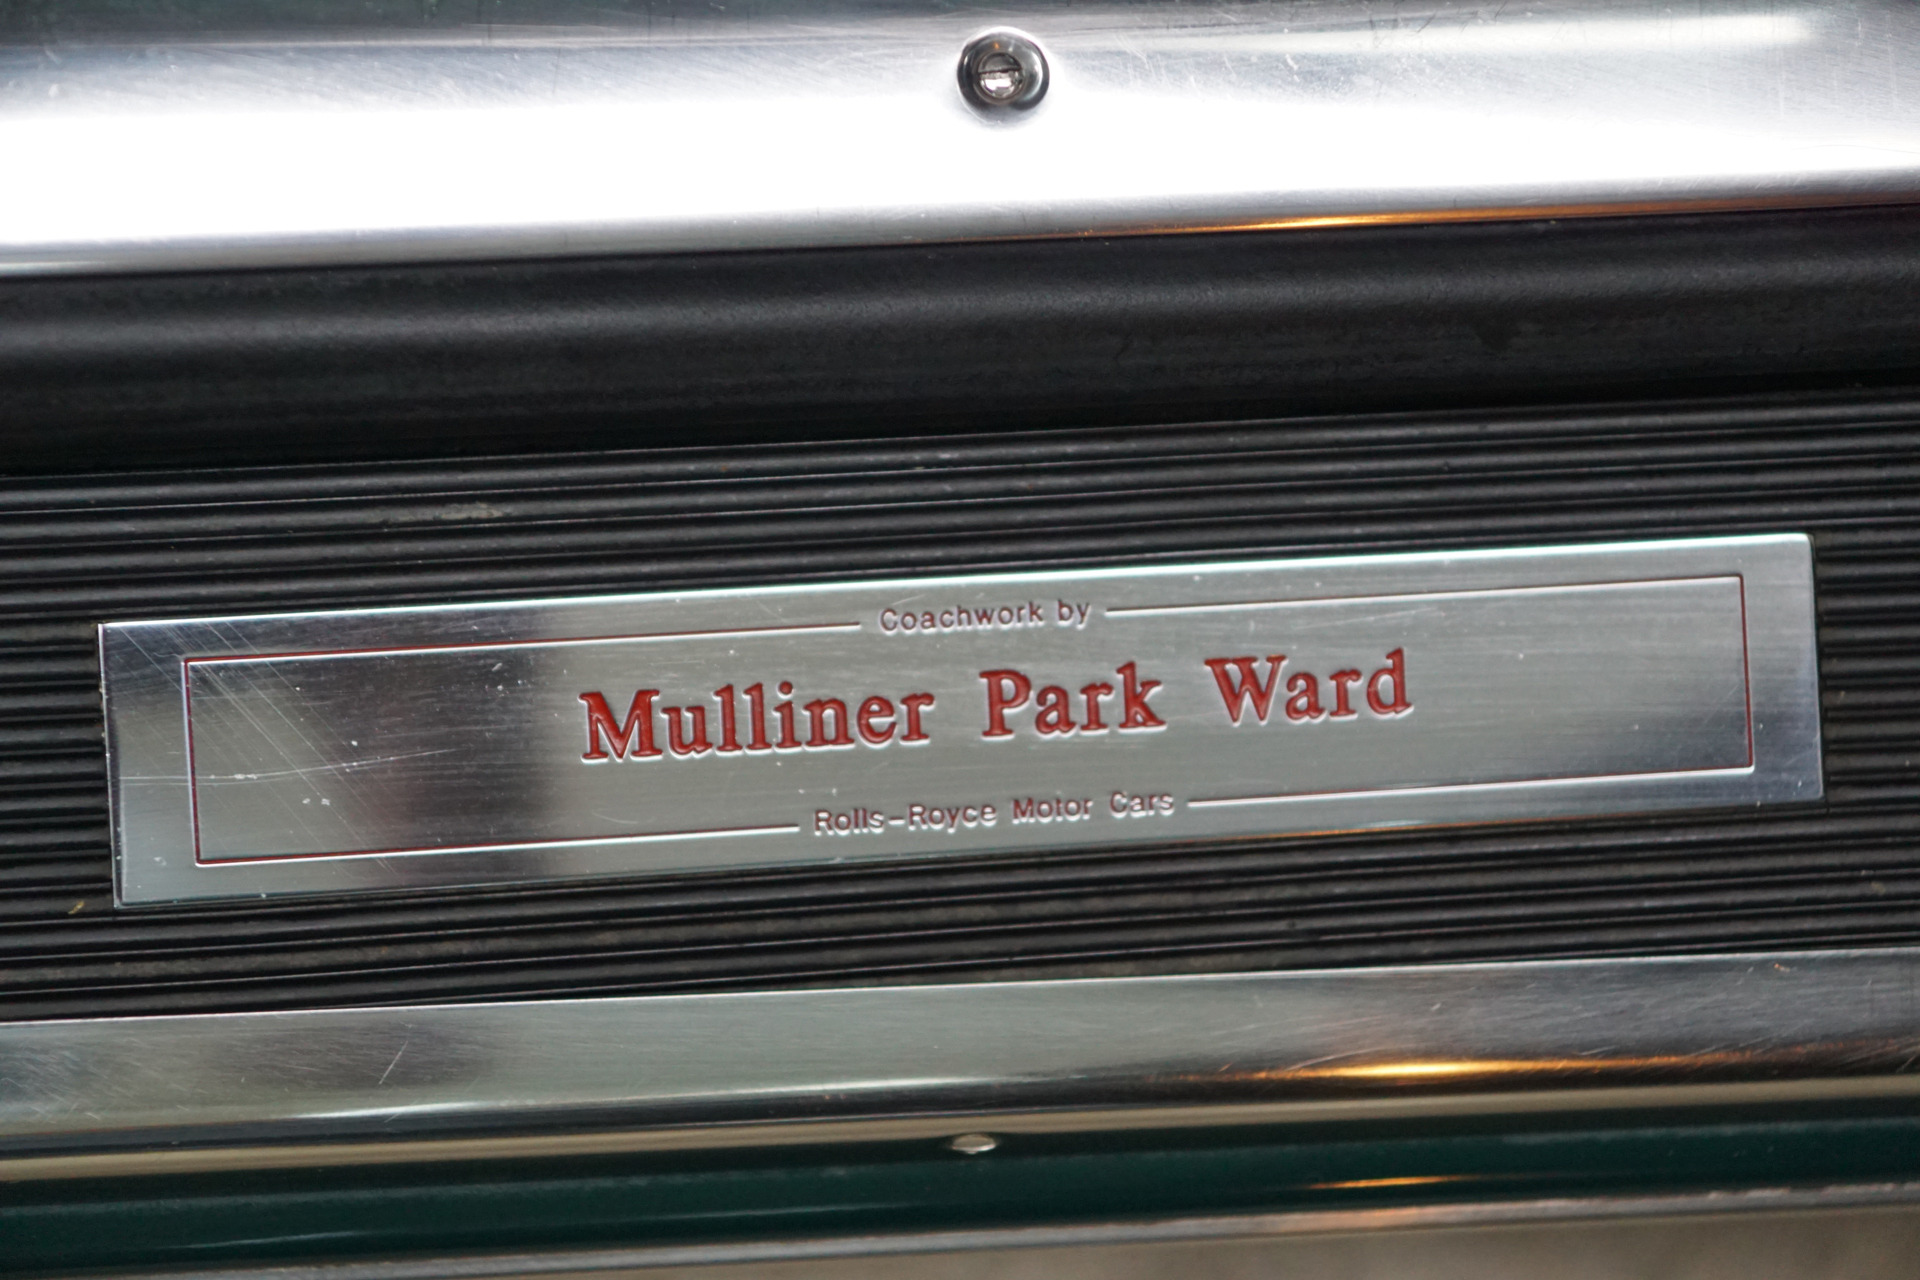 Coachwork by
Mulliner Park Ward
Rolls-Royce Motor Cars